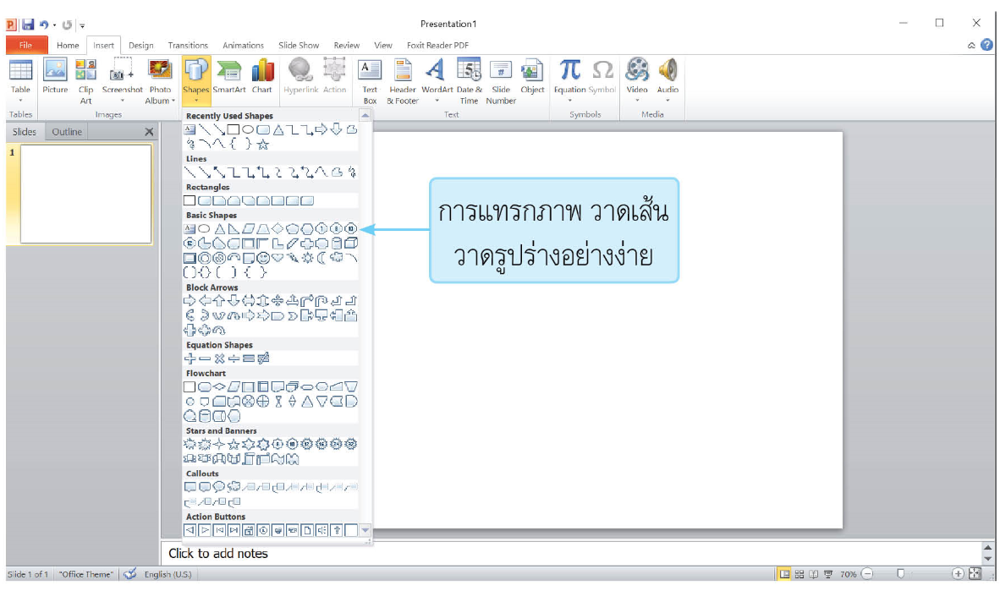 Presentation1
File Home Insert Design Transitions Animations Slide Show Review View Foxit Reader PDF
Table Picture Clip Art Screenshot Photo Album Shapes SmartArt Chart Hyperlink Action Text Box Header & Footer WordArt Date & Time Slide Number Object Equation Symbol Video Audio
Tables Images Text Symbols Media
Slides Outline
1
Recently Used Shapes
Lines
Rectangles
Basic Shapes
Block Arrows
Equation Shapes
Flowchart
Stars and Banners
Callouts
Action Buttons
การแทรกภาพ วาดเส้น
วาดรูปร่างอย่างง่าย
Click to add notes
Slide 1 of 1 "Office Theme" English (U.S.) 70%